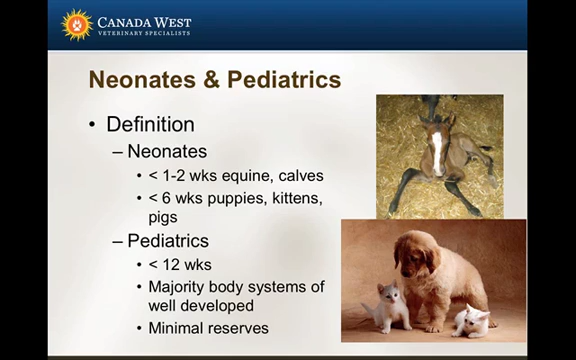 CANADA WEST
VETERINARY SPECIALISTS
Neonates & Pediatrics
• Definition
– Neonates
• < 1-2 wks equine, calves
• < 6 wks puppies, kittens,
pigs
– Pediatrics
• < 12 wks
• Majority body systems of
well developed
• Minimal reserves